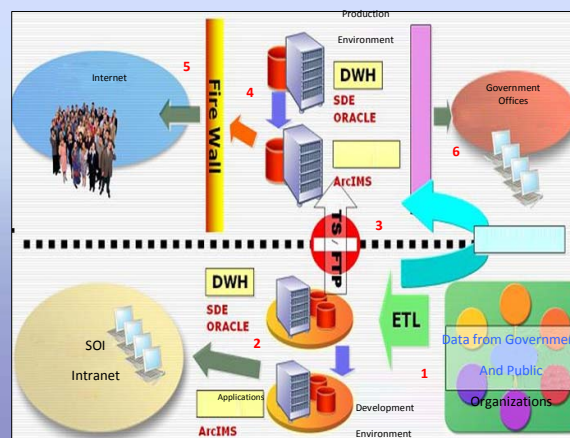 Production
Environment
5
Internet
Fire Wall
4
DWH
SDE
ORACLE
Government
Offices
6
ArcIMS
3
TS / FTP
DWH
SDE
ORACLE
2
ETL
SOI
Intranet
Data from Governmen
And Public
Organizations
1
Applications
Development
Environment
ArcIMS